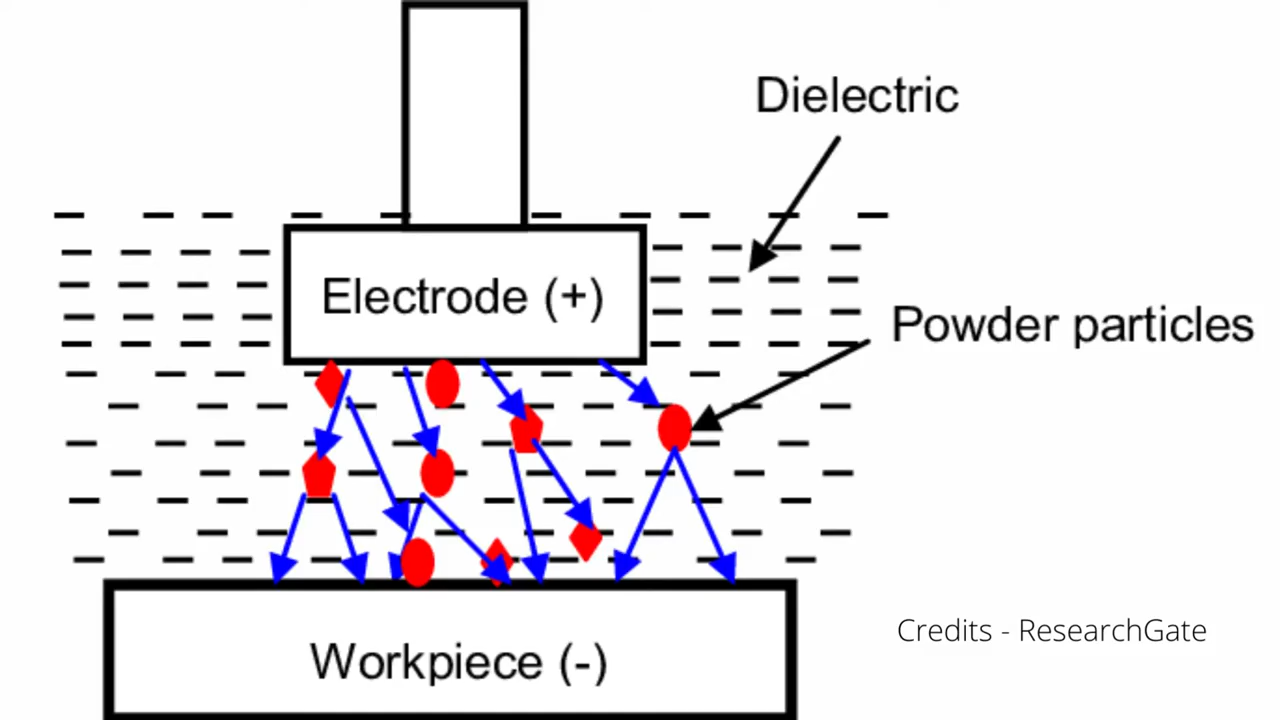 Dielectric
Electrode (+)
Powder particles
Credits - ResearchGate
Workpiece (-)